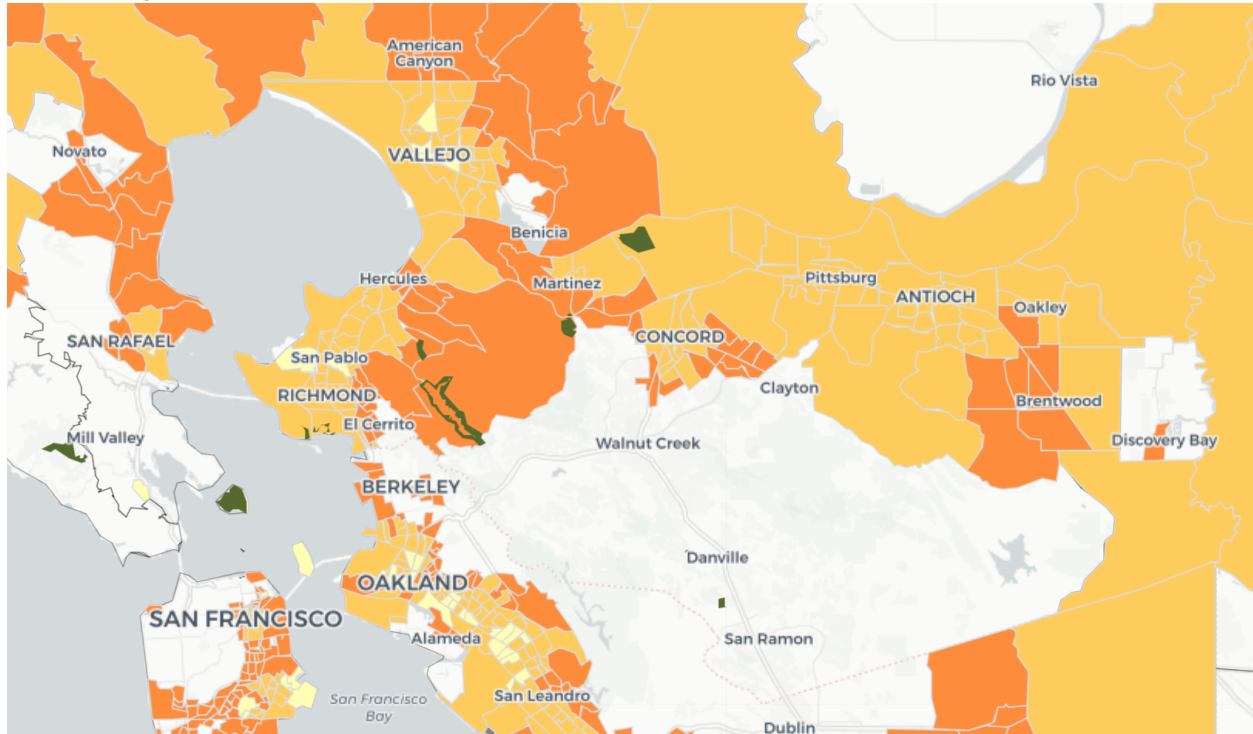 American
Canyon
Rio Vista
Novato
VALLEJO
Benicia
Hercules
Martinez
Pittsburg
ANTIOCH
Oakley
SAN RAFAEL
San Pablo
CONCORD
RICHMOND
Clayton
El Cerrito
Brentwood
Mill Valley
Walnut Creek
Discovery Bay
BERKELEY
Danville
OAKLAND
SAN FRANCISCO
Alameda
San Ramon
San Leandro
San Francisco
Bay
Dublin